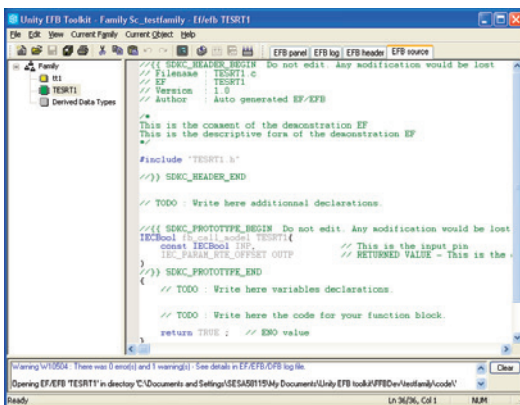 Unity EFB Toolkit - Family Sc_testfamily - Ef/efb TESRT1
File Edit View Current Family Current Object Help
EFB panel EFB log EFB header EFB source
Family
tt1
TESRT1
Derived Data Types
//{{ SDKC_HEADER_BEGIN Do not edit. Any modification would be lost
// Filename : TESRT1.c
// EF : TESRT1
// Version : 1.0
// Author : Auto generated EF/EFB
/*
This is the comment of the demonstration EF
This is the descriptive form of the demonstration EF
*/
#include "TESRT1.h"
//}} SDKC_HEADER_END
// TODO : Write here additionnal declarations.
//{{ SDKC_PROTOTYPE_BEGIN Do not edit. Any modification would be lost
IECBool fb_call_model TESRT1(
const IECBool INP, // This is the input pin
IEC_PARAM_RTE_OFFSET OUTP // RETURNED VALUE - This is the
)
//}} SDKC_PROTOTYPE_END
{
// TODO : Write here variables declarations.
// TODO : Write here the code for your function block.
return TRUE ; // ENO value
}
Warning W10504 : There was 0 error(s) and 1 warning(s) - See details in EF/EFB/DFB log file.
Clear
Opening EF/EFB 'TESRT1' in directory 'C:\Documents and Settings\SESA58115\My Documents\Unity EFB toolkit\FFBDev\testfamily\code\'
Ready Ln 36/36, Col 1 NUM